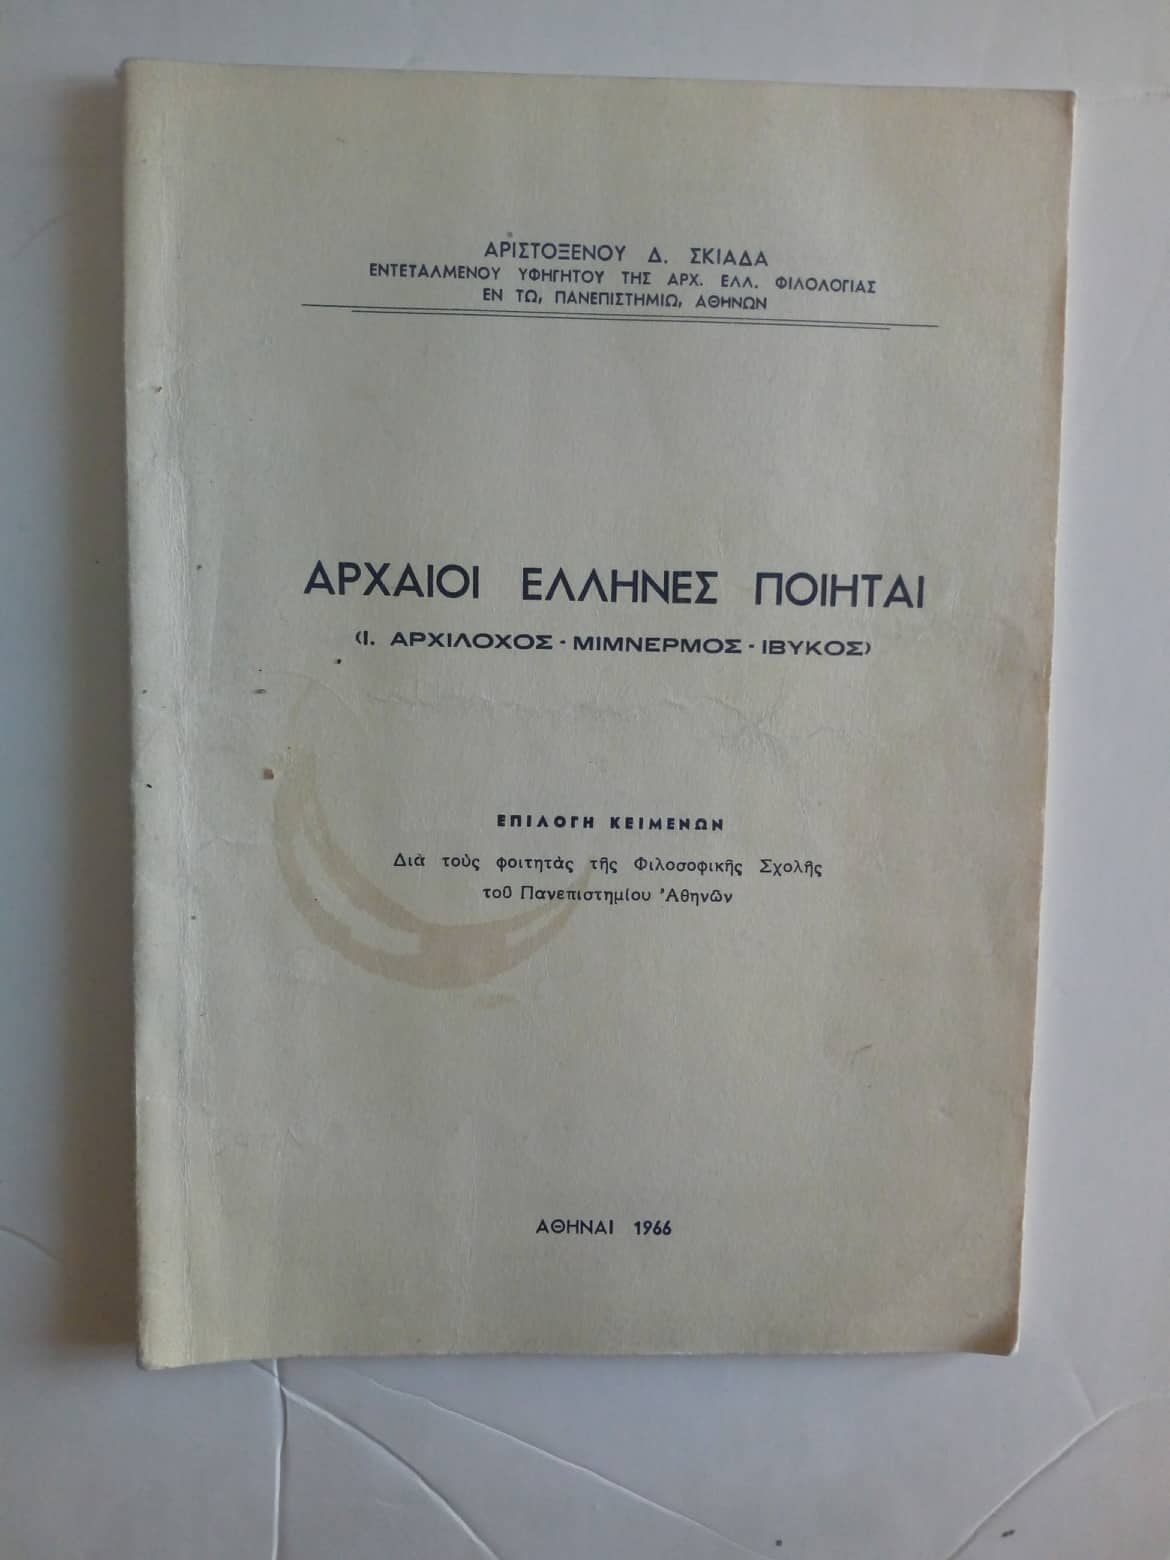 ΑΡΙΣΤΟΞΕΝΟΥ Δ. ΣΚΙΑΔΑ
ΕΝΤΕΤΑΛΜΕΝΟΥ ΥΦΗΓΗΤΟΥ ΤΗΣ ΑΡΧ. ΕΛΛ. ΦΙΛΟΛΟΓΙΑΣ
ΕΝ ΤΩ, ΠΑΝΕΠΙΣΤΗΜΙΩ, ΑΘΗΝΩΝ
ΑΡΧΑΙΟΙ ΕΛΛΗΝΕΣ ΠΟΙΗΤΑΙ
(Ι. ΑΡΧΙΛΟΧΟΣ - ΜΙΜΝΕΡΜΟΣ - ΙΒΥΚΟΣ)
ΕΠΙΛΟΓΗ ΚΕΙΜΕΝΩΝ
Διὰ τοὺς φοιτητὰς τῆς Φιλοσοφικῆς Σχολῆς
τοῦ Πανεπιστημίου Ἀθηνῶν
ΑΘΗΝΑΙ 1966